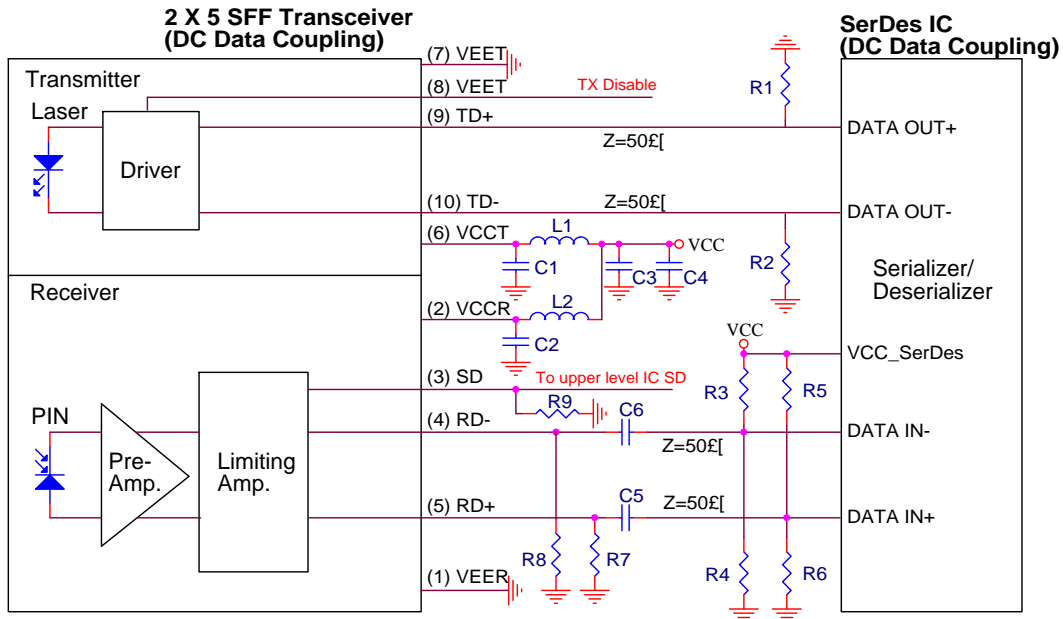 2 X 5 SFF Transceiver
(DC Data Coupling)
SerDes IC
(DC Data Coupling)
(7) VEET
Transmitter
(8) VEET
TX Disable
R1
Laser
(9) TD+
DATA OUT+
Z=50£[
Driver
(10) TD-
Z=50£[
DATA OUT-
(6) VCCT
L1
VCC
C1
C3
C4
R2
Serializer/
Deserializer
Receiver
(2) VCCR
L2
C2
VCC
VCC_SerDes
(3) SD
To upper level IC SD
R3
R5
PIN
R9
(4) RD-
C6
DATA IN-
Z=50£[
Pre-
Amp.
Limiting
Amp.
(5) RD+
C5
Z=50£[
DATA IN+
R8
R7
R4
R6
(1) VEER